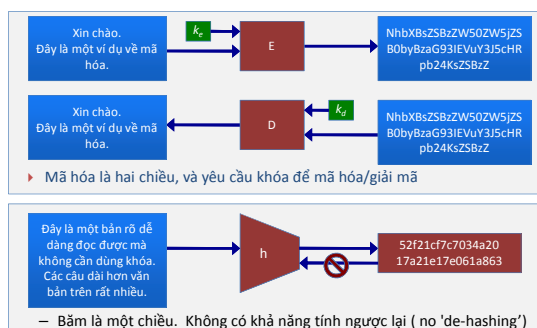 Xin chào.
Đây là một ví dụ về mã
hóa.
kₑ
E
NhbXBsZSBzZW50ZW5jZS
B0byBzaG93IEVuY3J5cHR
pb24KsZSBzZ
Xin chào.
Đây là một ví dụ về mã
hóa.
D
k_d
NhbXBsZSBzZW50ZW5jZS
B0byBzaG93IEVuY3J5cHR
pb24KsZSBzZ
Mã hóa là hai chiều, và yêu cầu khóa để mã hóa/giải mã
Đây là một bản rõ dễ
dàng đọc được mà
không cần dùng khóa.
Các câu dài hơn văn
bản trên rất nhiều.
h
52f21cf7c7034a20
17a21e17e061a863
– Băm là một chiều. Không có khả năng tính ngược lại ( no 'de-hashing’)